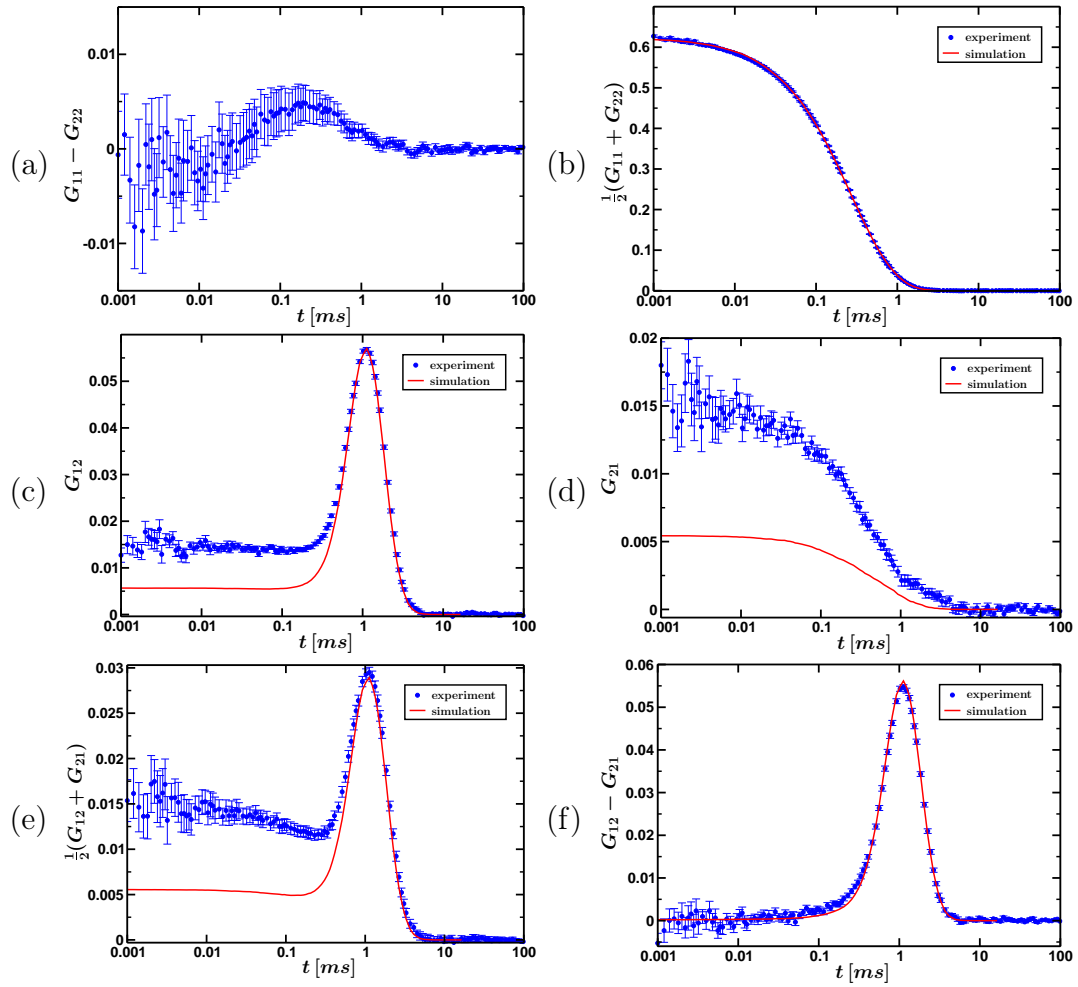 (a)
G₁₁ − G₂₂
0.01
0
-0.01
0.001 0.01 0.1 1 10 100
t [ms]
(b)
½(G₁₁ + G₂₂)
0.6
0.5
0.4
0.3
0.2
0.1
0
0.001 0.01 0.1 1 10 100
t [ms]
experiment
simulation
(c)
G₁₂
0.05
0.04
0.03
0.02
0.01
0
0.001 0.01 0.1 1 10 100
t [ms]
experiment
simulation
(d)
G₂₁
0.02
0.015
0.01
0.005
0
0.001 0.01 0.1 1 10 100
t [ms]
experiment
simulation
(e)
½(G₁₂ + G₂₁)
0.03
0.025
0.02
0.015
0.01
0.005
0
0.001 0.01 0.1 1 10 100
t [ms]
experiment
simulation
(f)
G₁₂ − G₂₁
0.06
0.05
0.04
0.03
0.02
0.01
0
0.001 0.01 0.1 1 10 100
t [ms]
experiment
simulation